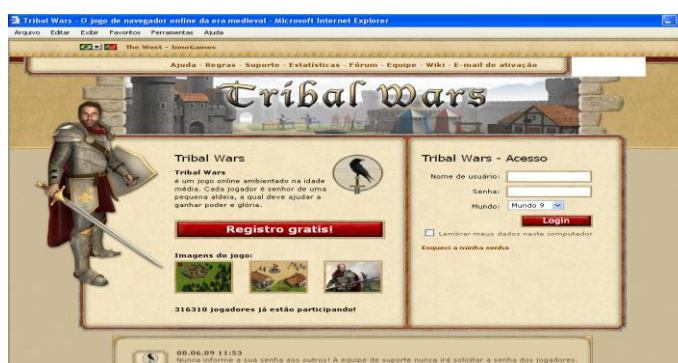 Tribal Wars - O jogo de navegador online da era medieval - Microsoft Internet Explorer
Arquivo Editar Exibir Favoritos Ferramentas Ajuda
The West - InnoGames
Ajuda - Regras - Suporte - Estatísticas - Fórum - Equipe - Wiki - E-mail de ativação
Tribal Wars
Tribal Wars
Tribal Wars
é um jogo online ambientado na idade
média. Cada jogador é senhor de uma
pequena aldeia, a qual deve ajudar a
ganhar poder e glória.
Registro gratis!
Imagens do jogo:
316310 jogadores já estão participando!
Tribal Wars - Acesso
Nome de usuário:
Senha:
Mundo: Mundo 9
Login
Lembrar meus dados neste computador
Esqueci a minha senha
08.06.09 11:53
Nunca informe a sua senha aos outros! A equipe de suporte nunca irá solicitar a senha dos jogadores.